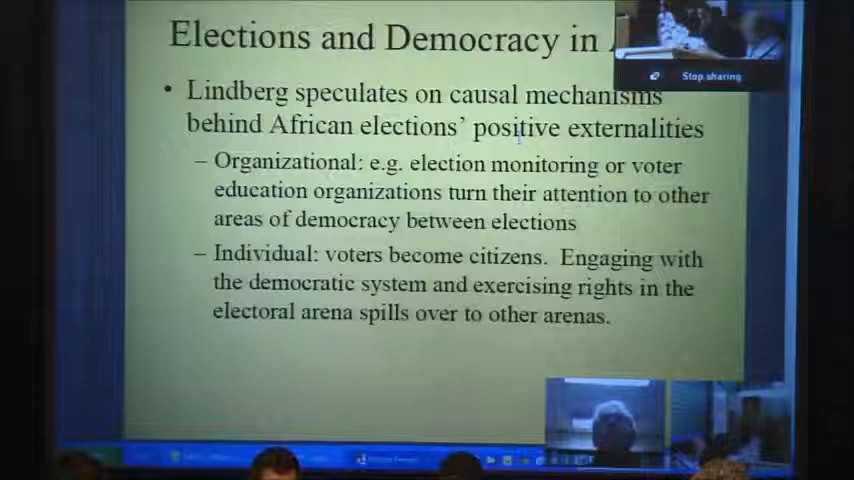 Elections and Democracy in
Stop sharing
• Lindberg speculates on causal mechanisms
behind African elections’ positive externalities
– Organizational: e.g. election monitoring or voter
education organizations turn their attention to other
areas of democracy between elections
– Individual: voters become citizens. Engaging with
the democratic system and exercising rights in the
electoral arena spills over to other arenas.